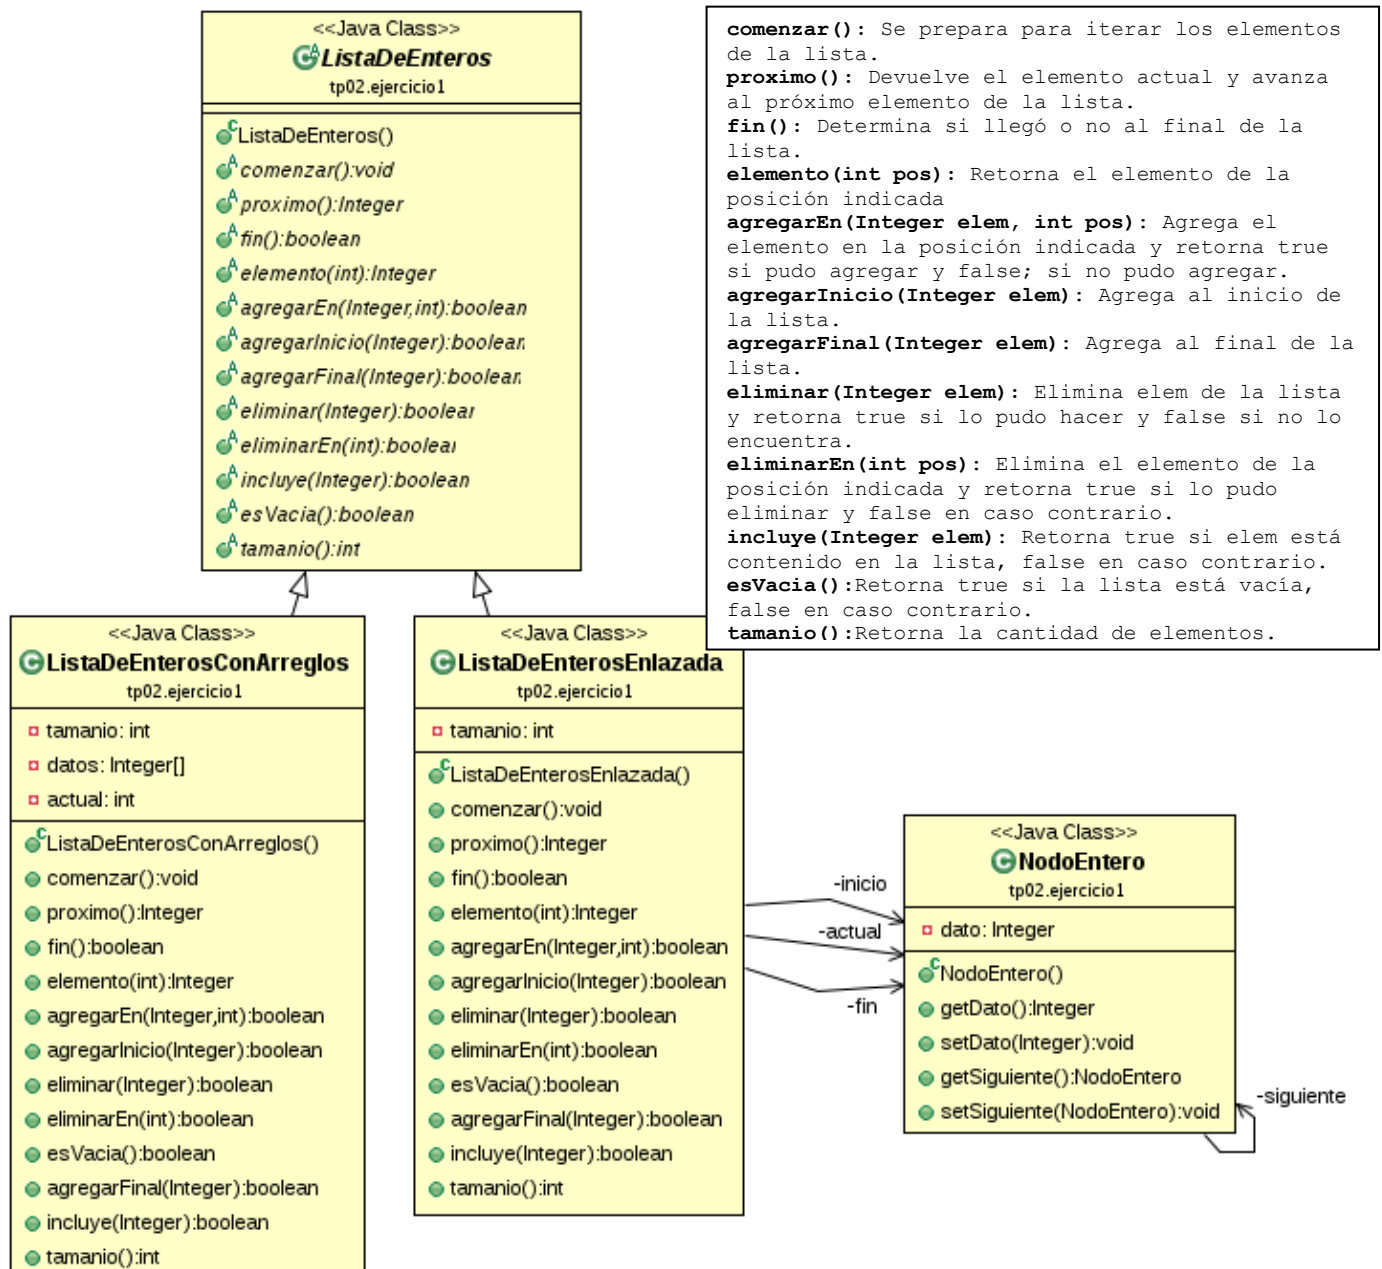 <<Java Class>>
ListaDeEnteros
tp02.ejercicio1
ListaDeEnteros()
comenzar():void
proximo():Integer
fin():boolean
elemento(int):Integer
agregarEn(Integer,int):boolean
agregarInicio(Integer):boolean
agregarFinal(Integer):boolean
eliminar(Integer):boolear
eliminarEn(int):boolear
incluye(Integer):boolean
esVacia():boolean
tamanio():int
comenzar(): Se prepara para iterar los elementos
de la lista.
proximo(): Devuelve el elemento actual y avanza
al próximo elemento de la lista.
fin(): Determina si llegó o no al final de la
lista.
elemento(int pos): Retorna el elemento de la
posición indicada
agregarEn(Integer elem, int pos): Agrega el
elemento en la posición indicada y retorna true
si pudo agregar y false; si no pudo agregar.
agregarInicio(Integer elem): Agrega al inicio de
la lista.
agregarFinal(Integer elem): Agrega al final de la
lista.
eliminar(Integer elem): Elimina elem de la lista
y retorna true si lo pudo hacer y false si no lo
encuentra.
eliminarEn(int pos): Elimina el elemento de la
posición indicada y retorna true si lo pudo
eliminar y false en caso contrario.
incluye(Integer elem): Retorna true si elem está
contenido en la lista, false en caso contrario.
esVacia():Retorna true si la lista está vacía,
false en caso contrario.
tamanio():Retorna la cantidad de elementos.
<<Java Class>>
ListaDeEnterosConArreglos
tp02.ejercicio1
tamanio: int
datos: Integer[]
actual: int
ListaDeEnterosConArreglos()
comenzar():void
proximo():Integer
fin():boolean
elemento(int):Integer
agregarEn(Integer,int):boolean
agregarInicio(Integer):boolean
eliminar(Integer):boolean
eliminarEn(int):boolean
esVacia():boolean
agregarFinal(Integer):boolean
incluye(Integer):boolean
tamanio():int
<<Java Class>>
ListaDeEnterosEnlazada
tp02.ejercicio1
tamanio: int
ListaDeEnterosEnlazada()
comenzar():void
proximo():Integer
fin():boolean
elemento(int):Integer
agregarEn(Integer,int):boolean
agregarInicio(Integer):boolean
eliminar(Integer):boolean
eliminarEn(int):boolean
esVacia():boolean
agregarFinal(Integer):boolean
incluye(Integer):boolean
tamanio():int
-inicio
-actual
-fin
<<Java Class>>
NodoEntero
tp02.ejercicio1
dato: Integer
NodoEntero()
getDato():Integer
setDato(Integer):void
getSiguiente():NodoEntero
setSiguiente(NodoEntero):void
-siguiente